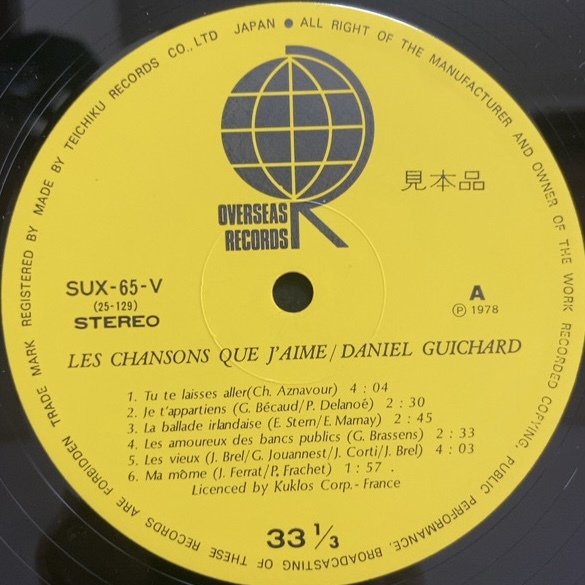 REGISTERED BY MADE BY TEICHIKU RECORDS CO.,LTD JAPAN • ALL RIGHT OF THE MANUFACTURER AND OWNER OF THE WORK RECORDED COPYING, PUBLIC PERFORMANCE, BROADCASTING OF THESE RECORDS ARE FORBIDDEN TRADE MARK
OVERSEAS
RECORDS
見本品
SUX-65-V
(25-129)
STEREO
A
Ⓟ 1978
LES CHANSONS QUE J'AIME/DANIEL GUICHARD
1. Tu te laisses aller(Ch. Aznavour) 4 : 04
2. Je t'appartiens (G. Bécaud/P. Delanoé) 2 : 30
3. La ballade irlandaise (E. Stern/E. Marnay) 2 : 45
4. Les amoureux des bancs publics (G. Brassens) 2 : 33
5. Les vieux (J. Brel/G. Jouannest/J. Corti/J. Brel) 4 : 03
6. Ma môme (J. Ferrat/P. Frachet) 1 : 57 .
Licenced by Kuklos Corp.- France
33 1/3